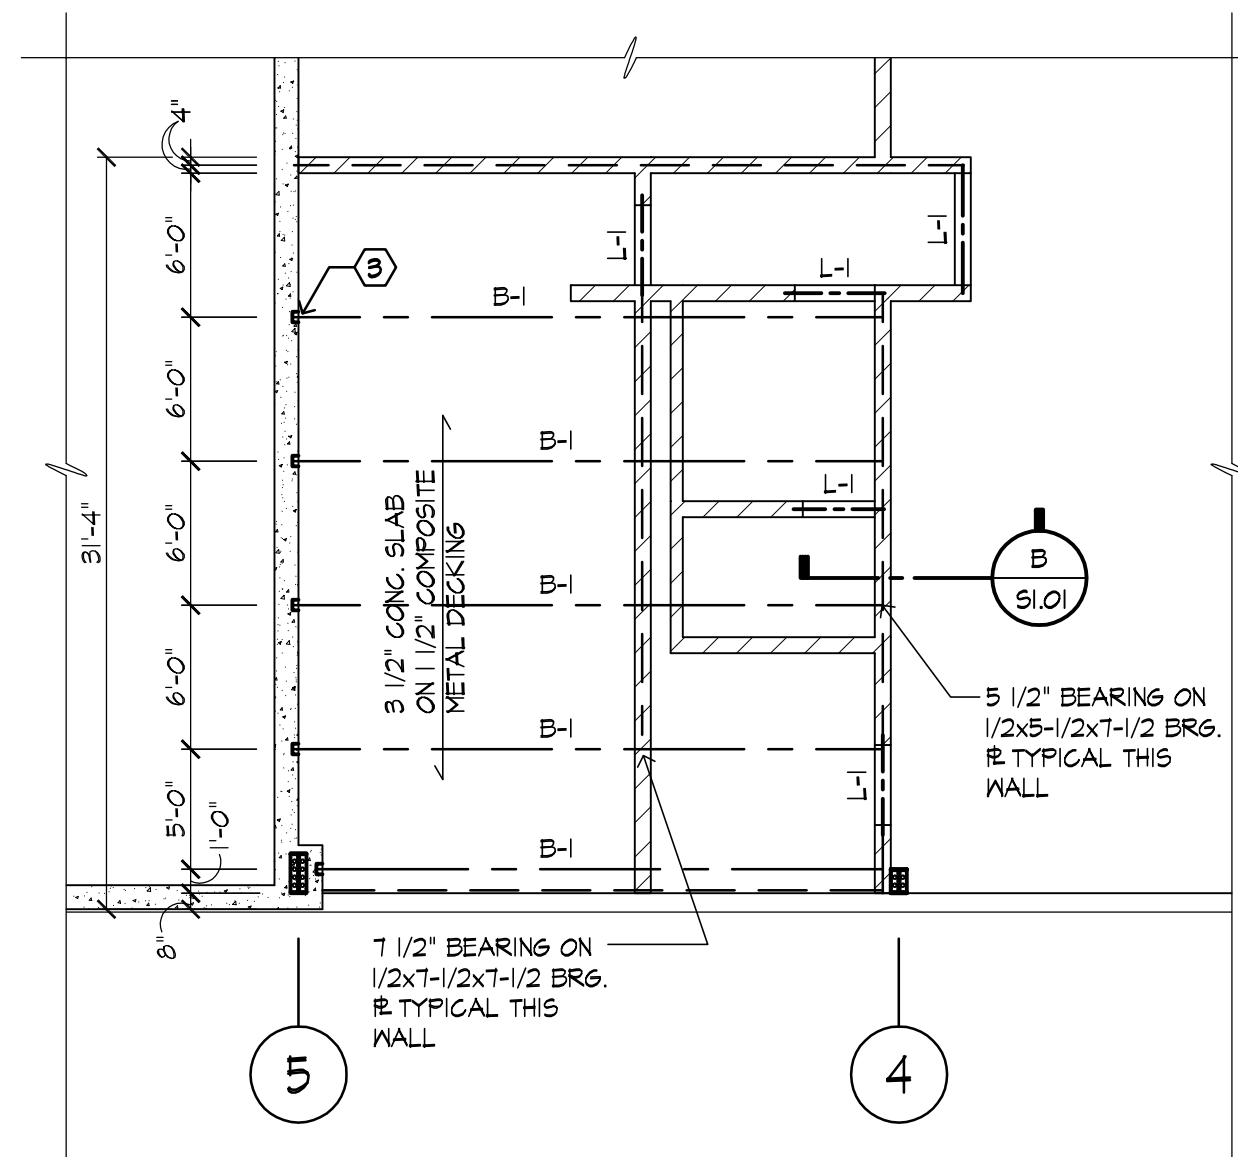 4"
6'-0"
6'-0"
6'-0"
6'-0"
5'-0"
1'-0"
8"
31'-4"
3
L-1
L-1
L-1
B-1
B-1
L-1
B-1
B-1
L-1
B-1
3 1/2" CONC. SLAB
ON 1 1/2" COMPOSITE
METAL DECKING
B
S1.01
5 1/2" BEARING ON
1/2x5-1/2x7-1/2 BRG.
PL TYPICAL THIS
WALL
7 1/2" BEARING ON
1/2x7-1/2x7-1/2 BRG.
PL TYPICAL THIS
WALL
5
4